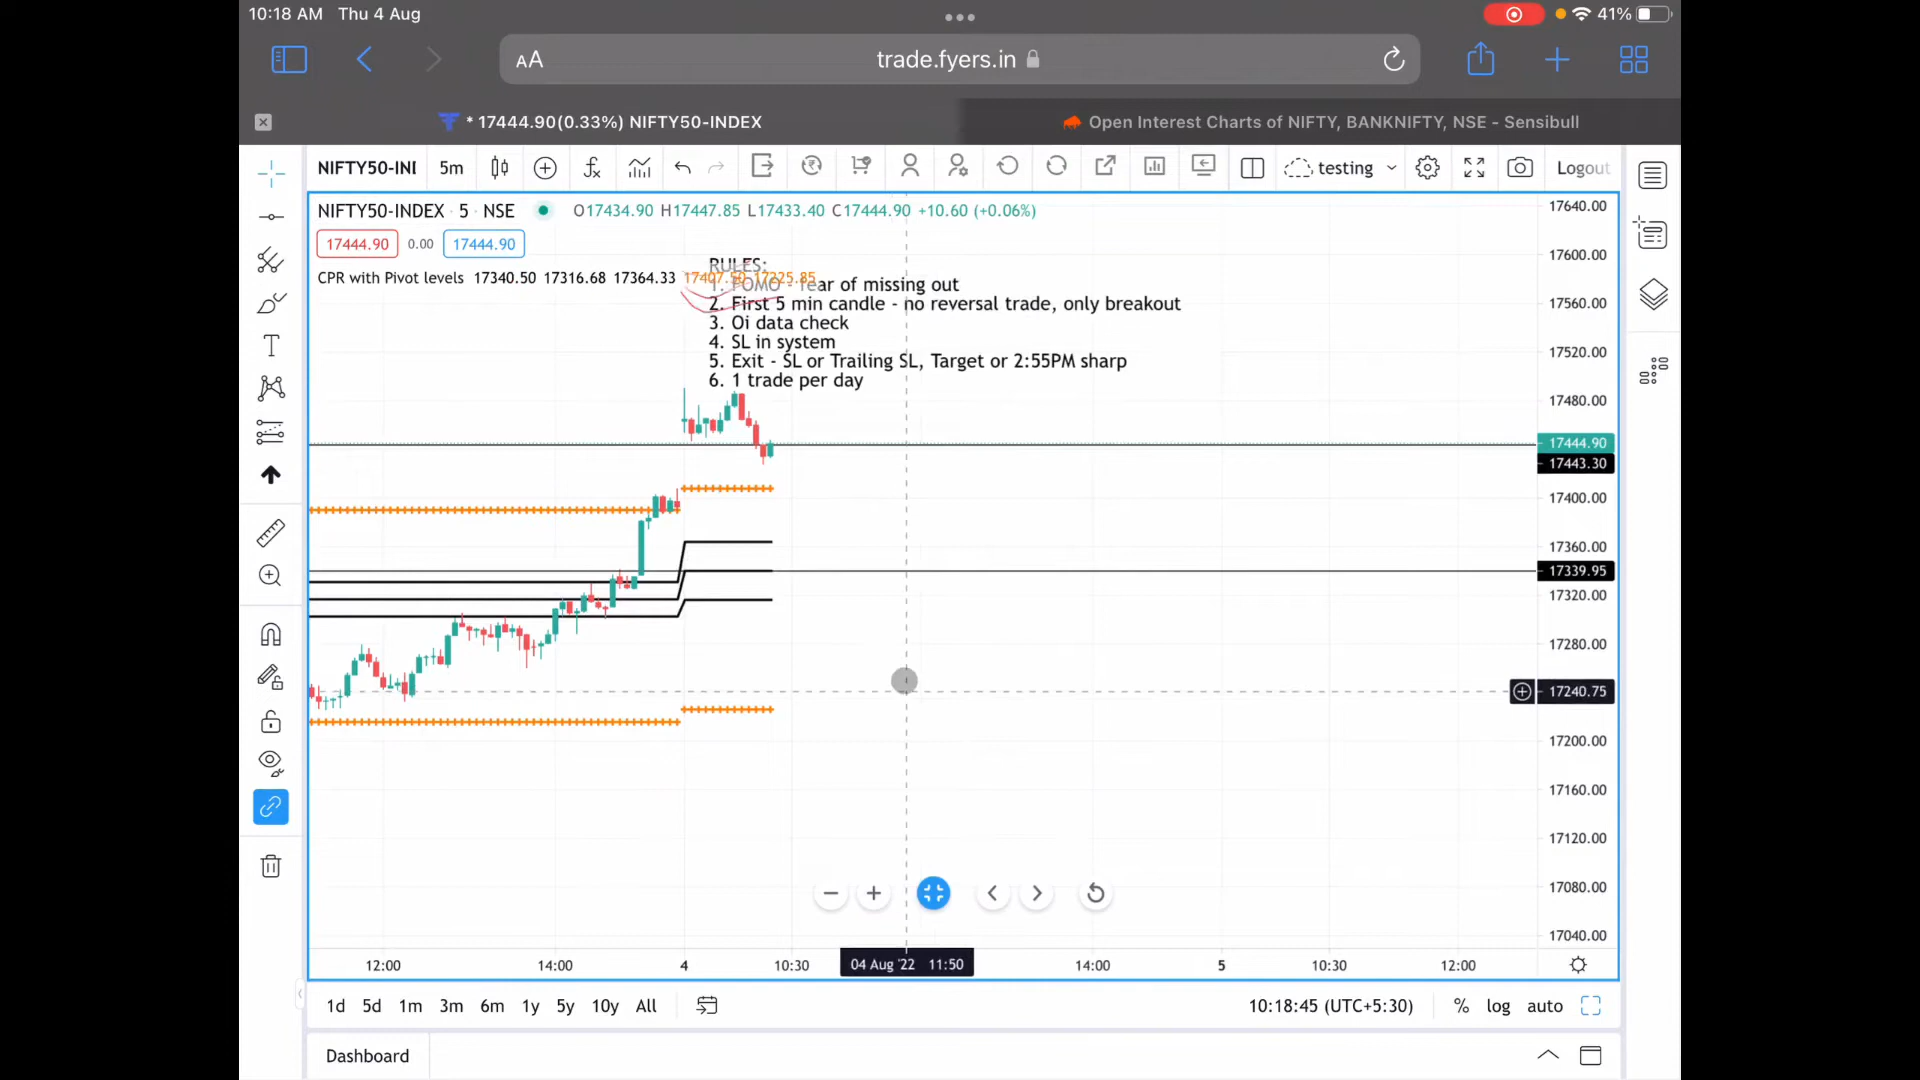 10:18 AM Thu 4 Aug
41%
AA trade.fyers.in
* 17444.90(0.33%) NIFTY50-INDEX
Open Interest Charts of NIFTY, BANKNIFTY, NSE - Sensibull
NIFTY50-INI 5m testing Logout
NIFTY50-INDEX · 5 · NSE O17434.90 H17447.85 L17433.40 C17444.90 +10.60 (+0.06%)
17444.90 0.00 17444.90
CPR with Pivot levels 17340.50 17316.68 17364.33 17407.50 17225.85
RULES:
1. FOMO - fear of missing out
2. First 5 min candle - no reversal trade, only breakout
3. Oi data check
4. SL in system
5. Exit - SL or Trailing SL, Target or 2:55PM sharp
6. 1 trade per day
17640.00
17600.00
17560.00
17520.00
17480.00
17444.90
17443.30
17400.00
17360.00
17339.95
17320.00
17280.00
17240.75
17200.00
17160.00
17120.00
17080.00
17040.00
12:00 14:00 4 10:30 04 Aug '22 11:50 14:00 5 10:30 12:00
1d 5d 1m 3m 6m 1y 5y 10y All 10:18:45 (UTC+5:30) % log auto
Dashboard